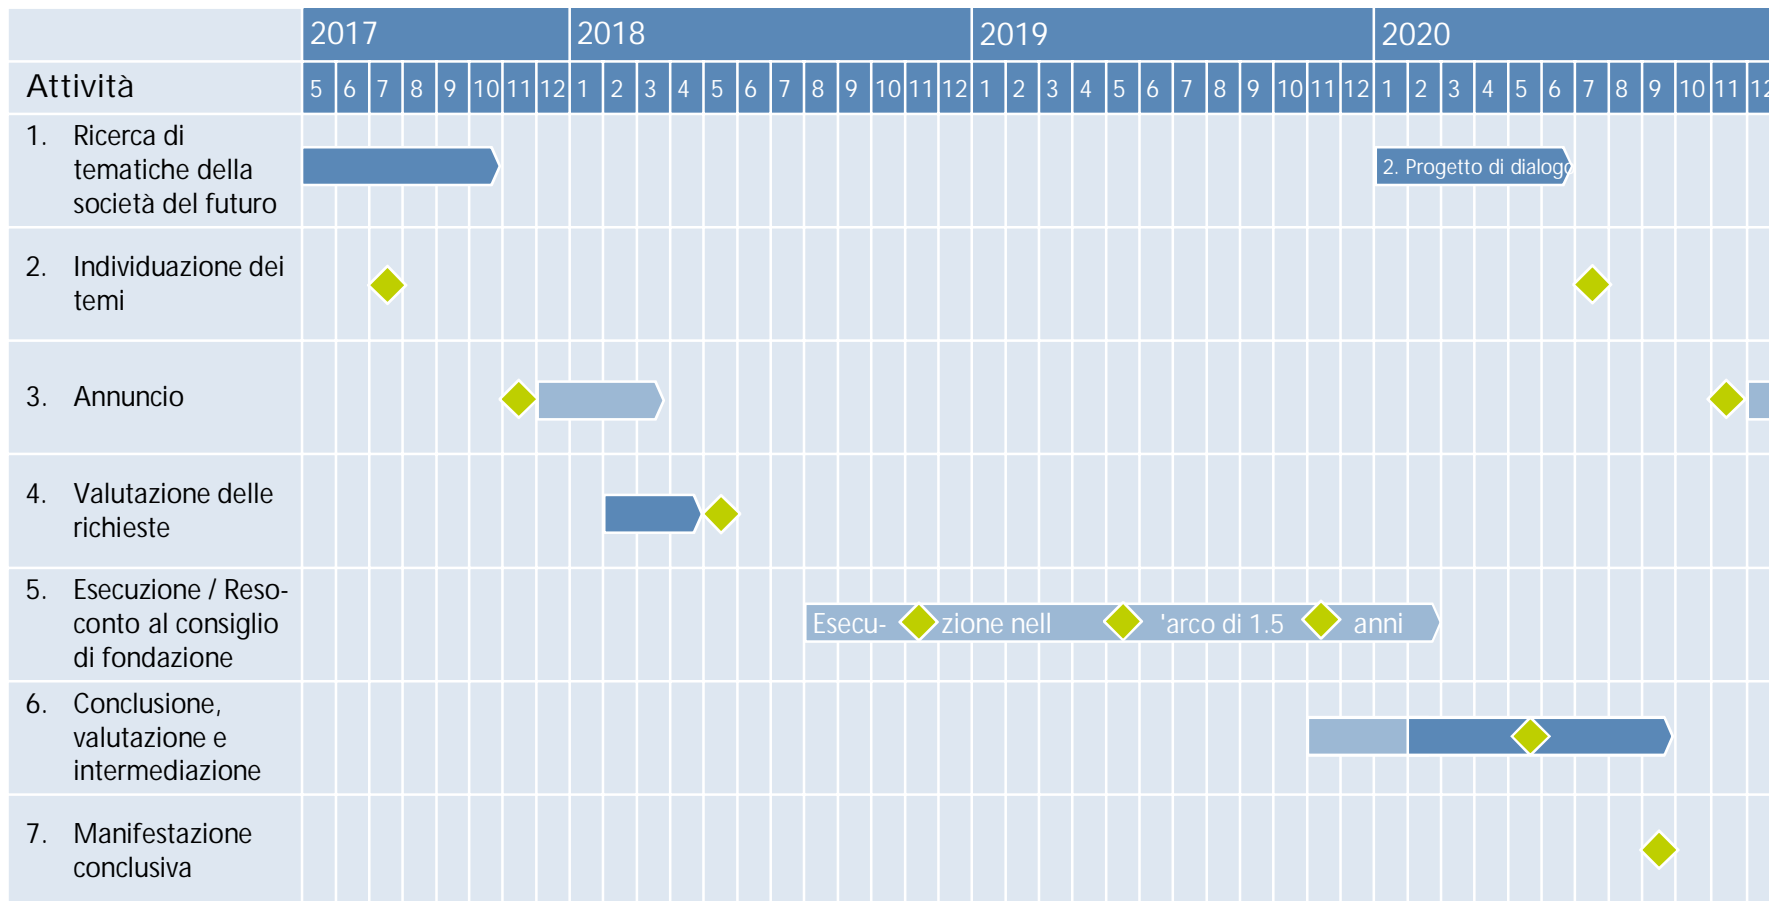 2017 2018 2019 2020
Attività 5 6 7 8 9 10 11 12 1 2 3 4 5 6 7 8 9 10 11 12 1 2 3 4 5 6 7 8 9 10 11 12 1 2 3 4 5 6 7 8 9 10 11 12
1. Ricerca di
tematiche della
società del futuro
2. Progetto di dialogo
2. Individuazione dei
temi
3. Annuncio
4. Valutazione delle
richieste
5. Esecuzione / Reso-
conto al consiglio
di fondazione
Esecu- zione nell 'arco di 1.5 anni
6. Conclusione,
valutazione e
intermediazione
7. Manifestazione
conclusiva